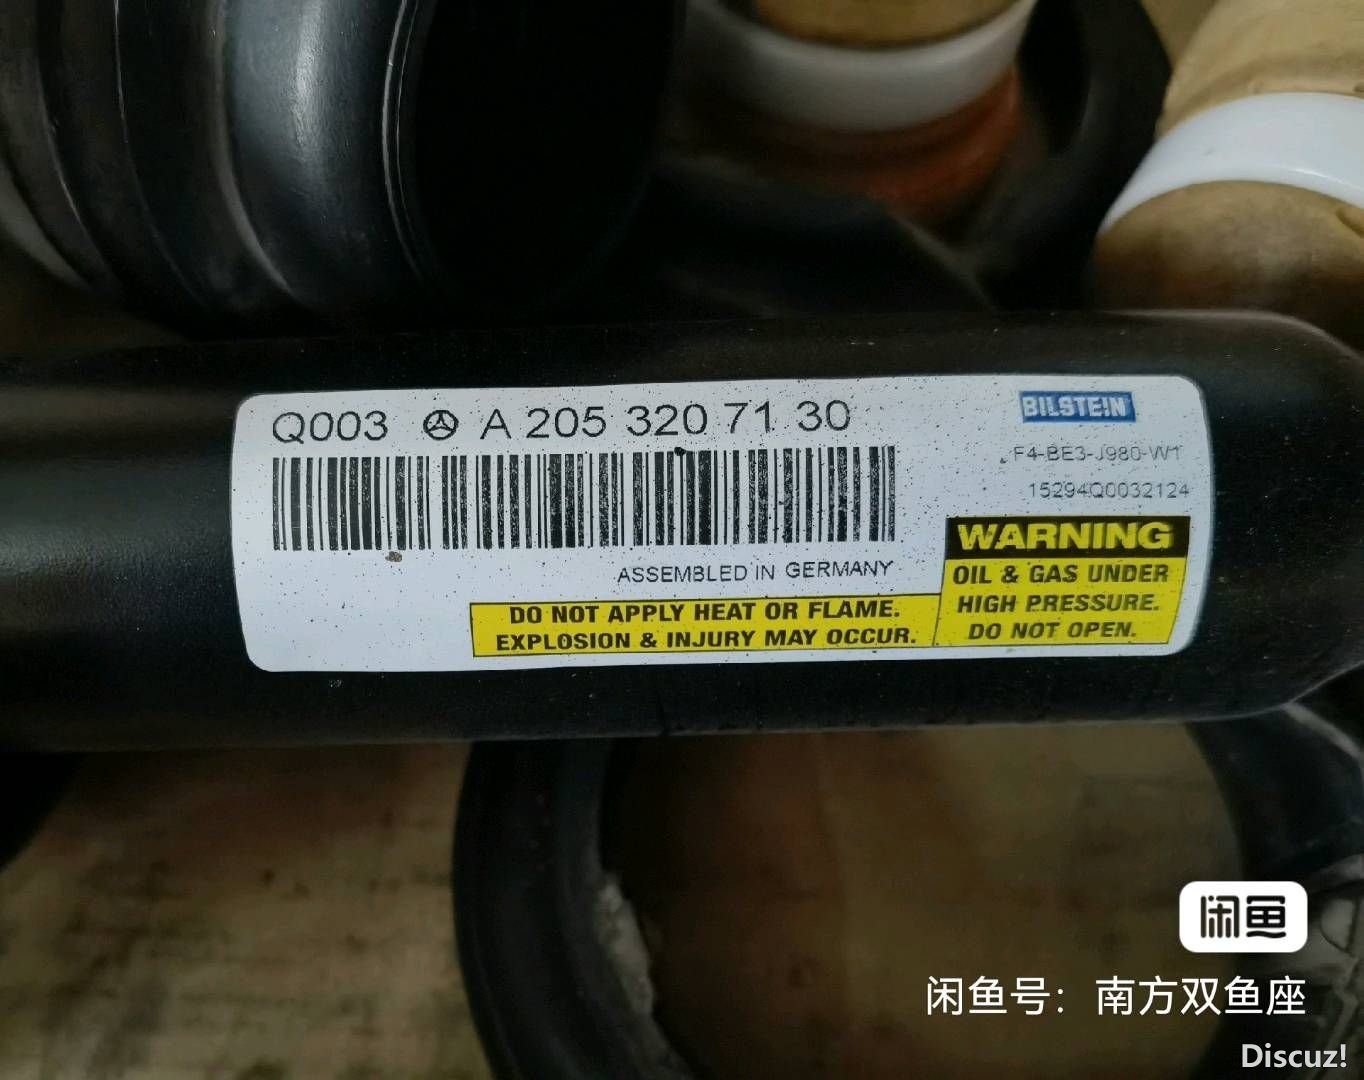 Q003 A 205 320 71 30
BILSTEIN
F4-BE3-J980-W1
15294Q0032124
ASSEMBLED IN GERMANY
WARNING
OIL & GAS UNDER
HIGH PRESSURE.
DO NOT OPEN.
DO NOT APPLY HEAT OR FLAME.
EXPLOSION & INJURY MAY OCCUR.
闲鱼
闲鱼号：南方双鱼座
Discuz!